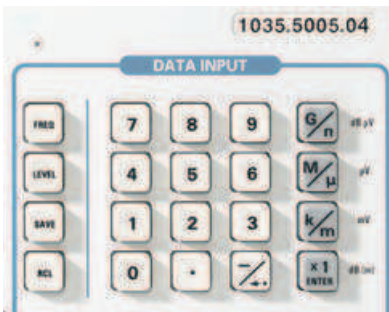 1035.5005.04
DATA INPUT
FREQ 7 8 9 G/n dB µV
LEVEL 4 5 6 M/µ µV
SAVE 1 2 3 k/m mV
RCL 0 . -/←. x1 ENTER dB(m)